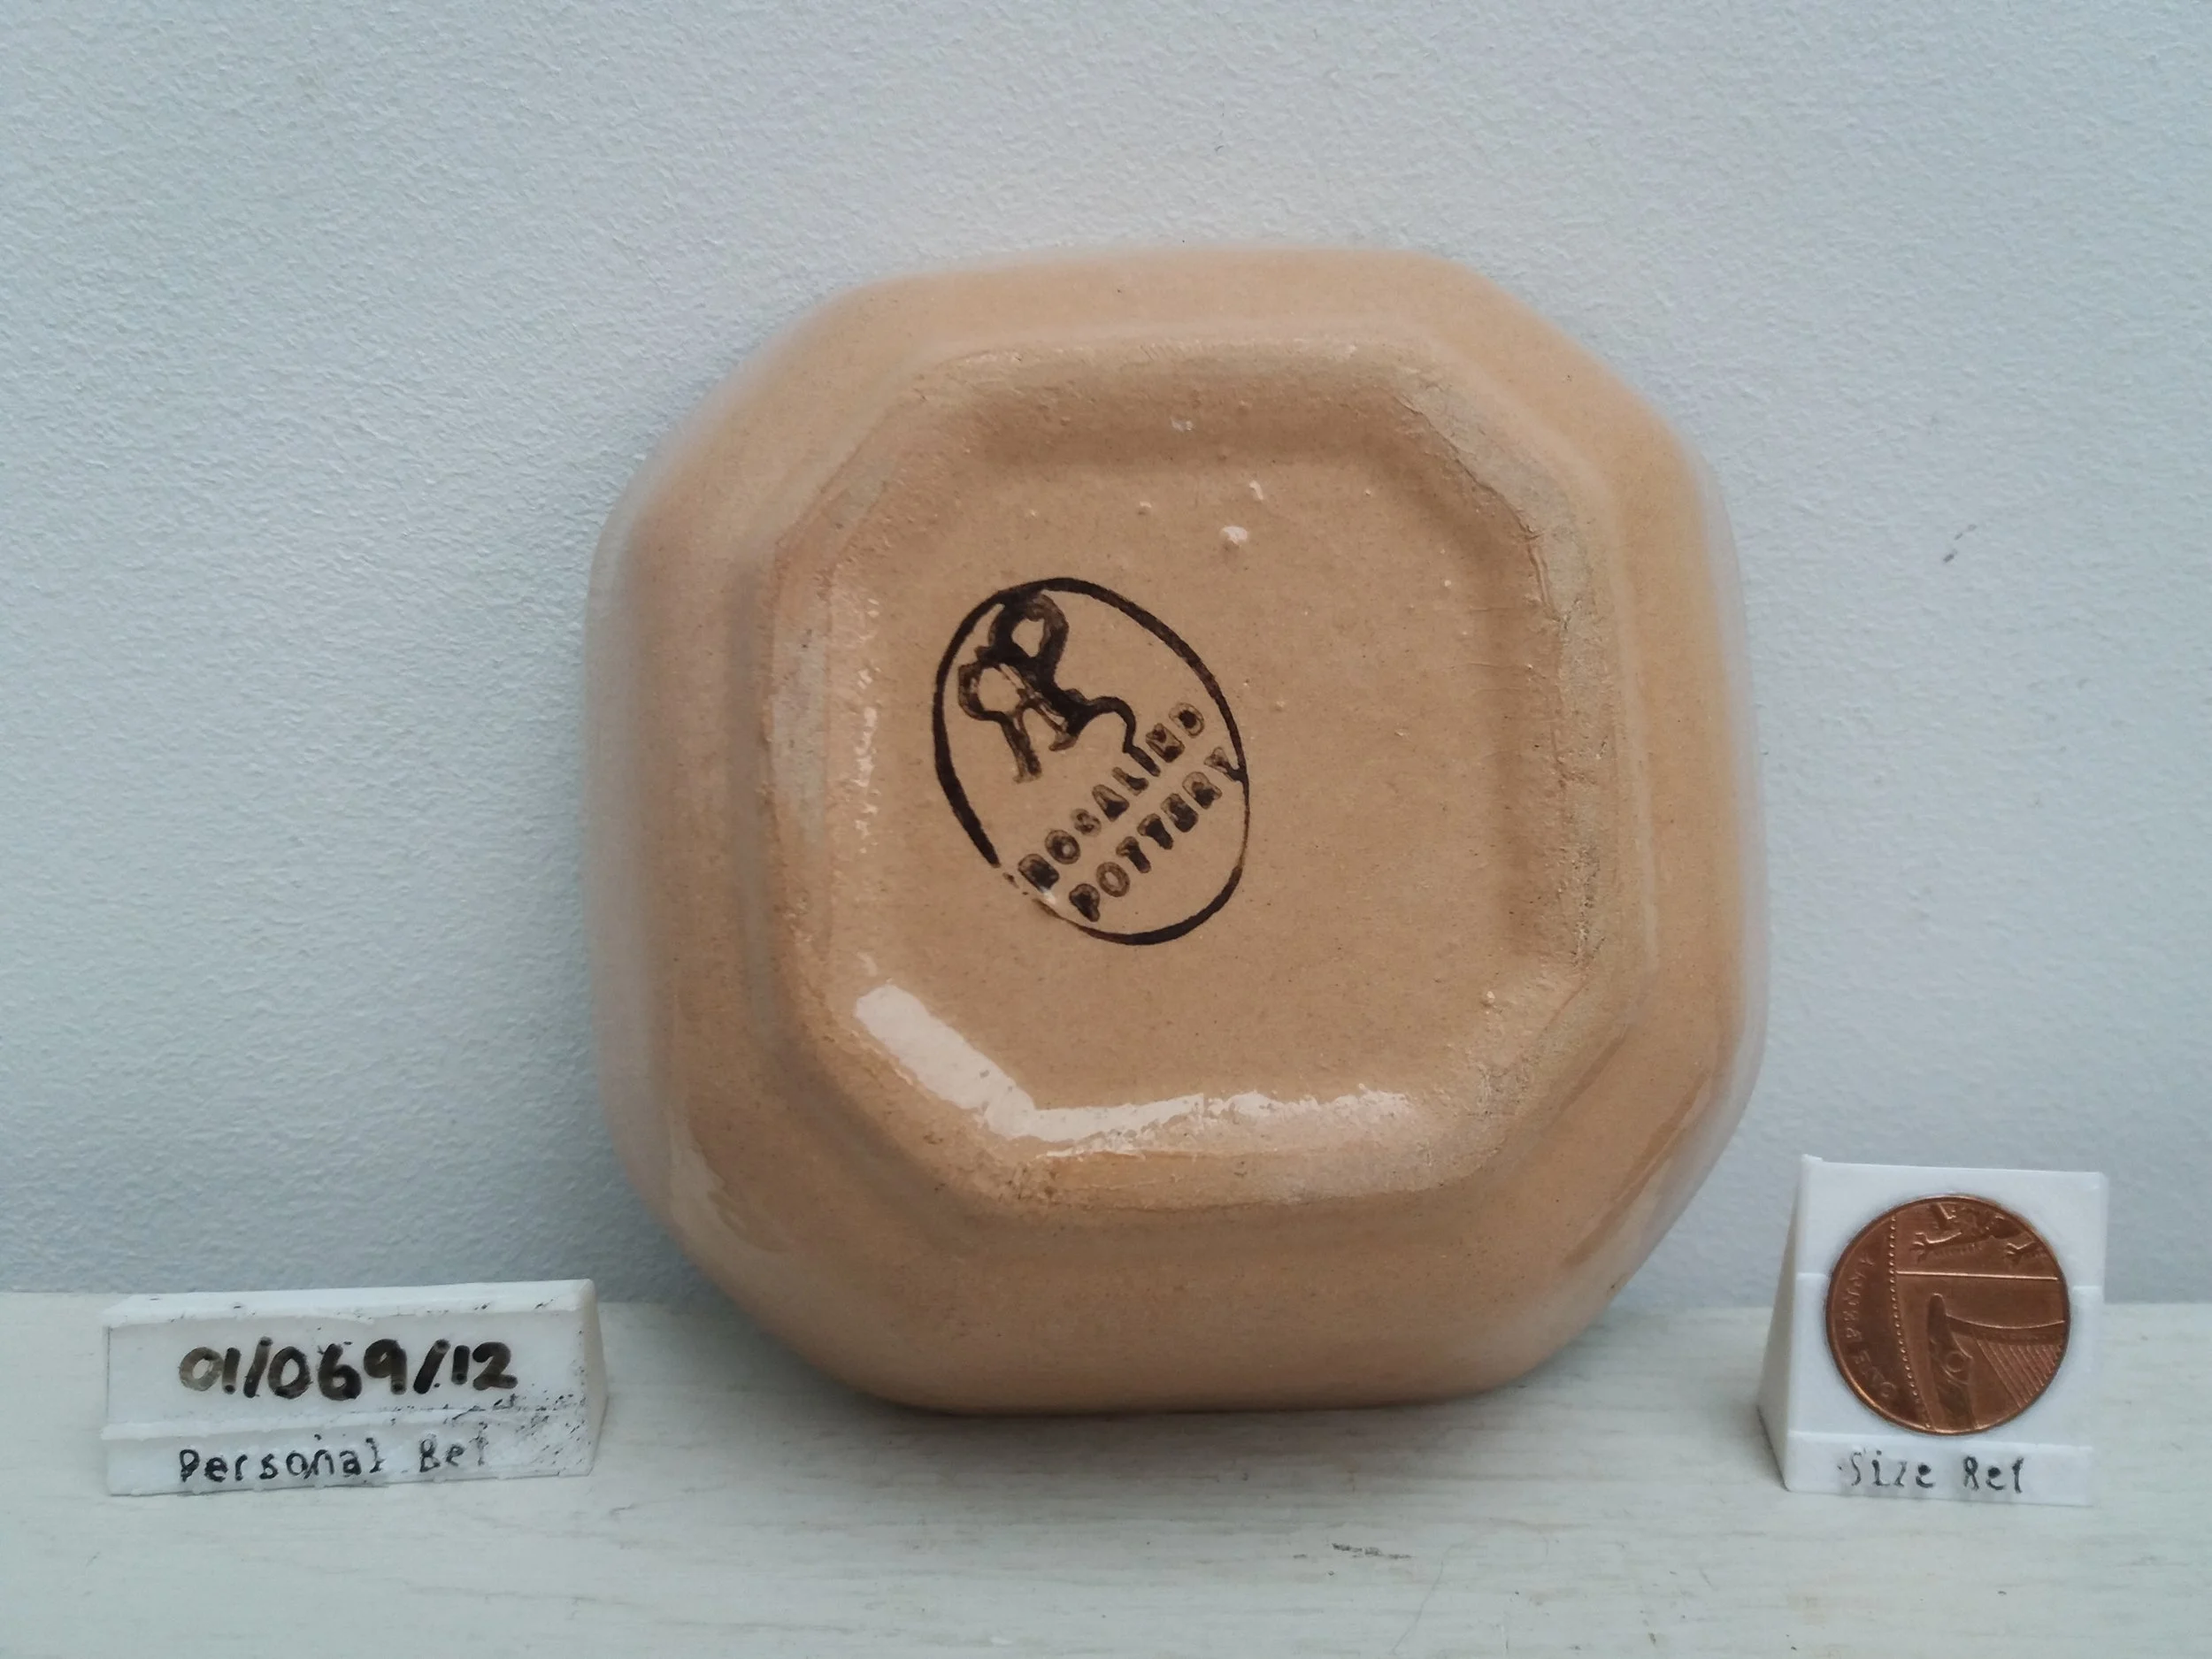 ROSALIND
POTTERY
01/069/12
Personal Ref
ONE PENNY
Size Ref